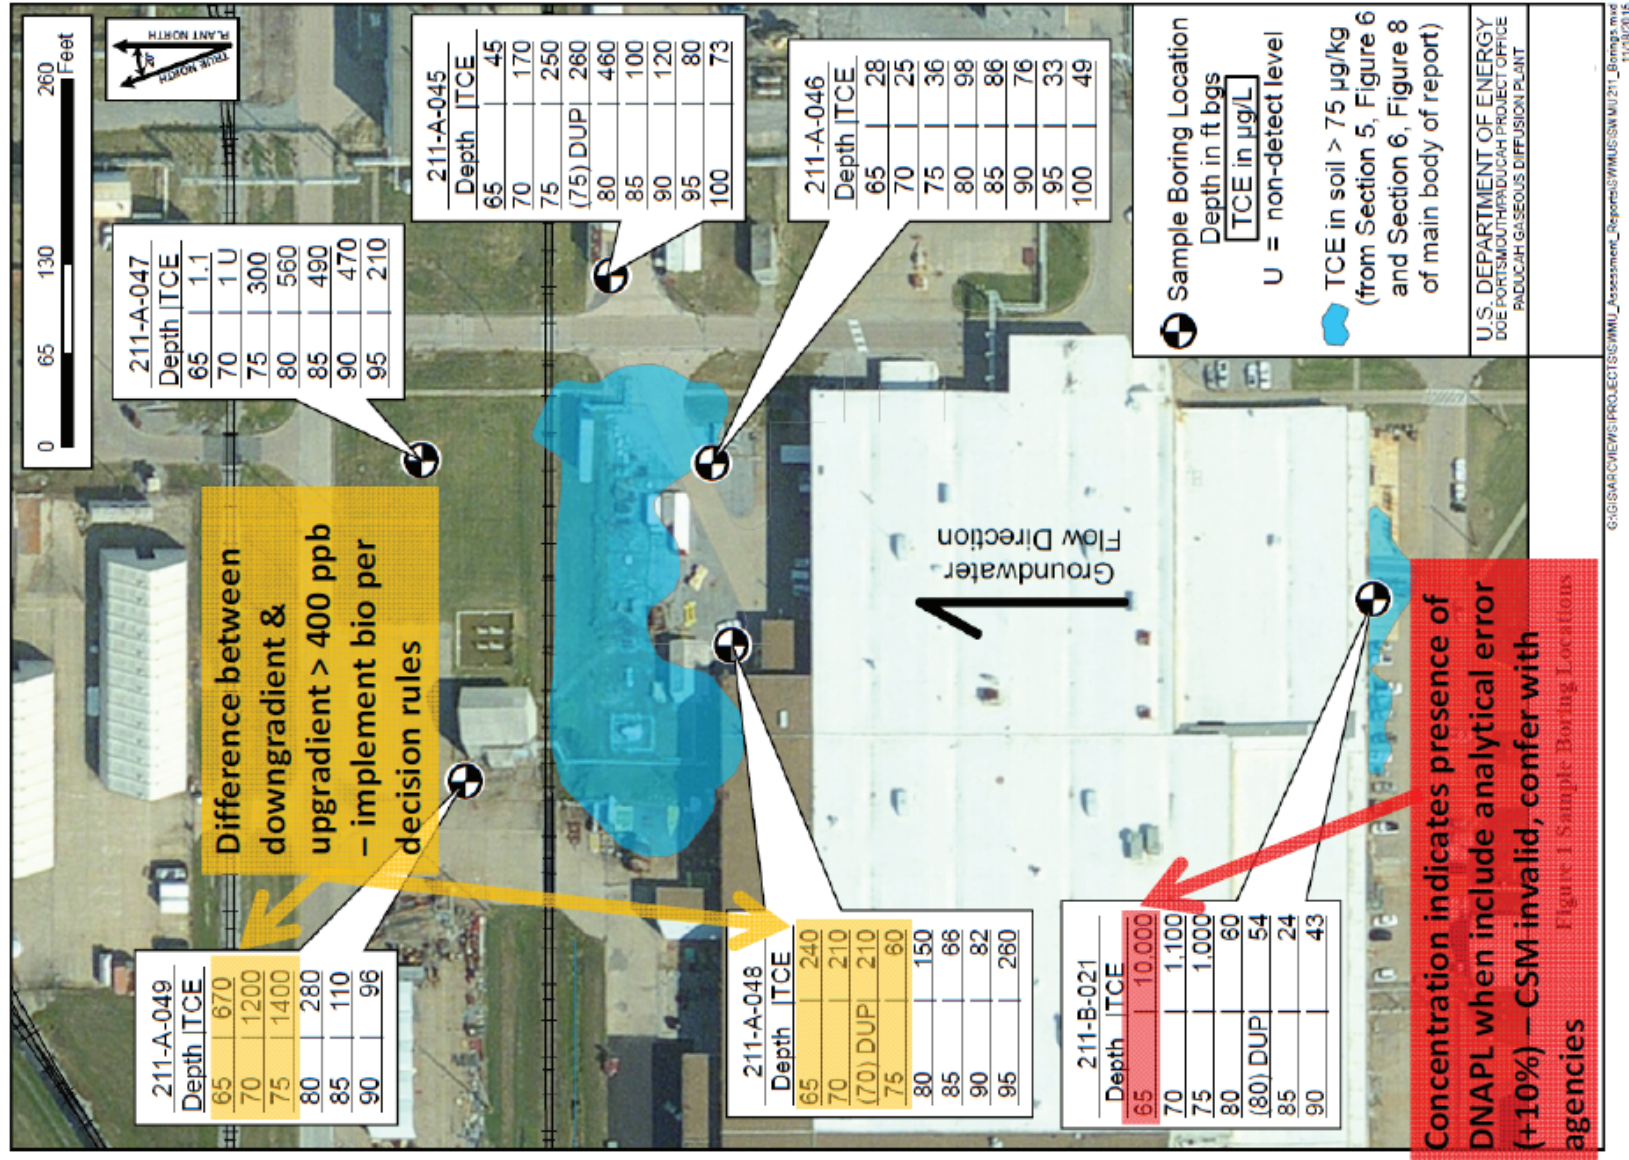 0 65 130 260
Feet
TRUE NORTH
PLANT NORTH
211-A-047
Depth | TCE
65 | 1.1
70 | 1 U
75 | 300
80 | 560
85 | 490
90 | 470
95 | 210
211-A-045
Depth | TCE
65 | 45
70 | 170
75 | 250
(75) DUP | 260
80 | 460
85 | 100
90 | 120
95 | 80
100 | 73
211-A-046
Depth | TCE
65 | 28
70 | 25
75 | 36
80 | 98
85 | 86
90 | 76
95 | 33
100 | 49
Difference between
downgradient &
upgradient > 400 ppb
– implement bio per
decision rules
211-A-049
Depth | TCE
65 | 670
70 | 1200
75 | 1400
80 | 280
85 | 110
90 | 96
211-A-048
Depth | TCE
65 | 240
70 | 210
(70) DUP | 210
75 | 60
80 | 150
85 | 66
90 | 82
95 | 260
Groundwater
Flow Direction
211-B-021
Depth | TCE
65 | 10,000
70 | 1,100
75 | 1,000
80 | 60
(80) DUP | 54
85 | 24
90 | 43
Concentration indicates presence of
DNAPL when include analytical error
(+10%) – CSM invalid, confer with
agencies
Figure 1 Sample Boring Locations
Sample Boring Location
Depth in ft bgs
TCE in µg/L
U = non-detect level
TCE in soil > 75 µg/kg
(from Section 5, Figure 6
and Section 6, Figure 8
of main body of report)
U.S. DEPARTMENT OF ENERGY
DOE PORTSMOUTH/PADUCAH PROJECT OFFICE
PADUCAH GASEOUS DIFFUSION PLANT
G:\GIS\ARCVIEWS\PROJECTS\SWMU_Assessment_Reports\SWMUs\SWMU211_Borings.mxd